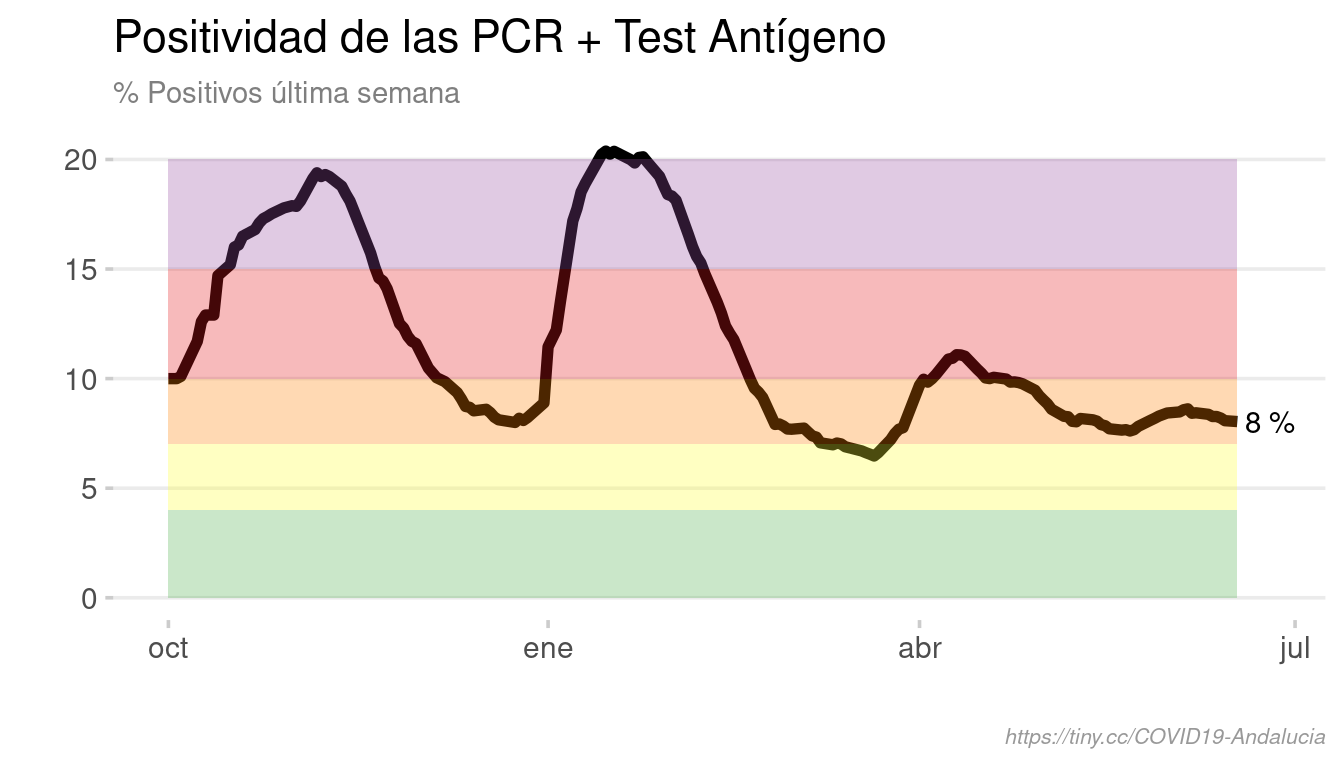 Positividad de las PCR + Test Antígeno
% Positivos última semana
20
15
10
5
0
8 %
oct ene abr jul
https://tiny.cc/COVID19-Andalucia